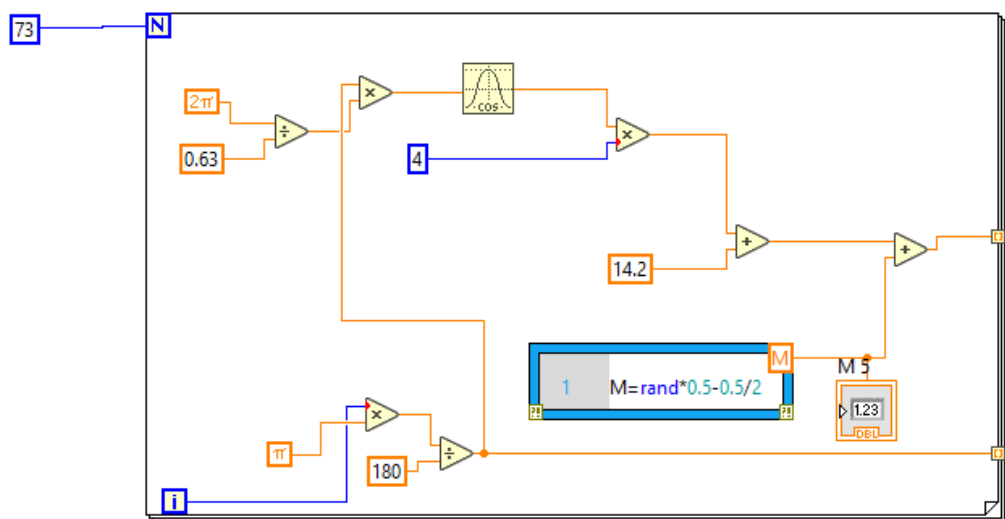 73
N
2π
÷
0.63
×
cos
4
×
+
14.2
+
M
1 M=rand*0.5-0.5/2
?!
?!
M 5
1.23
DBL
×
π
÷
180
i